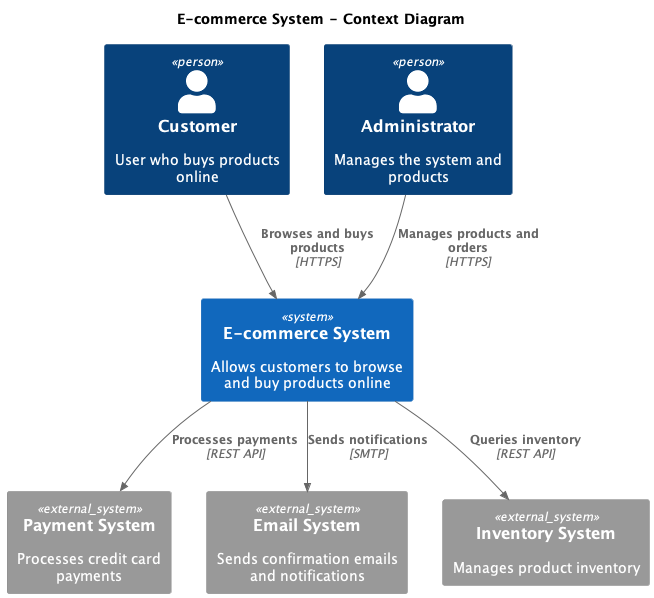 E-commerce System - Context Diagram
«person»
Customer
User who buys products
online
«person»
Administrator
Manages the system and
products
Browses and buys
products
[HTTPS]
Manages products and
orders
[HTTPS]
«system»
E-commerce System
Allows customers to browse
and buy products online
Processes payments
[REST API]
Sends notifications
[SMTP]
Queries inventory
[REST API]
«external_system»
Payment System
Processes credit card
payments
«external_system»
Email System
Sends confirmation emails
and notifications
«external_system»
Inventory System
Manages product inventory